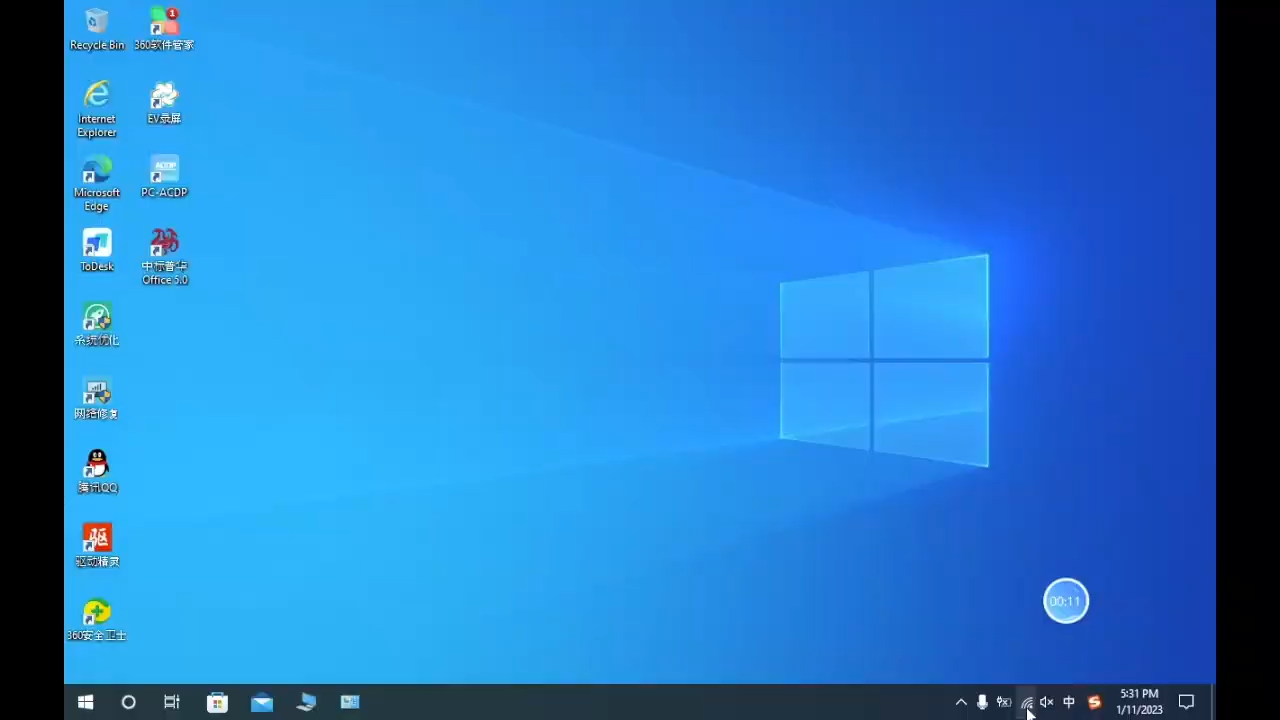 Recycle Bin
360软件管家
1
Internet
Explorer
EV录屏
Microsoft
Edge
ACDP
PC-ACDP
ToDesk
中标普华
Office 5.0
系统优化
网络修复
腾讯QQ
驱
驱动精灵
360安全卫士
00:11
中
S
5:31 PM
1/11/2023